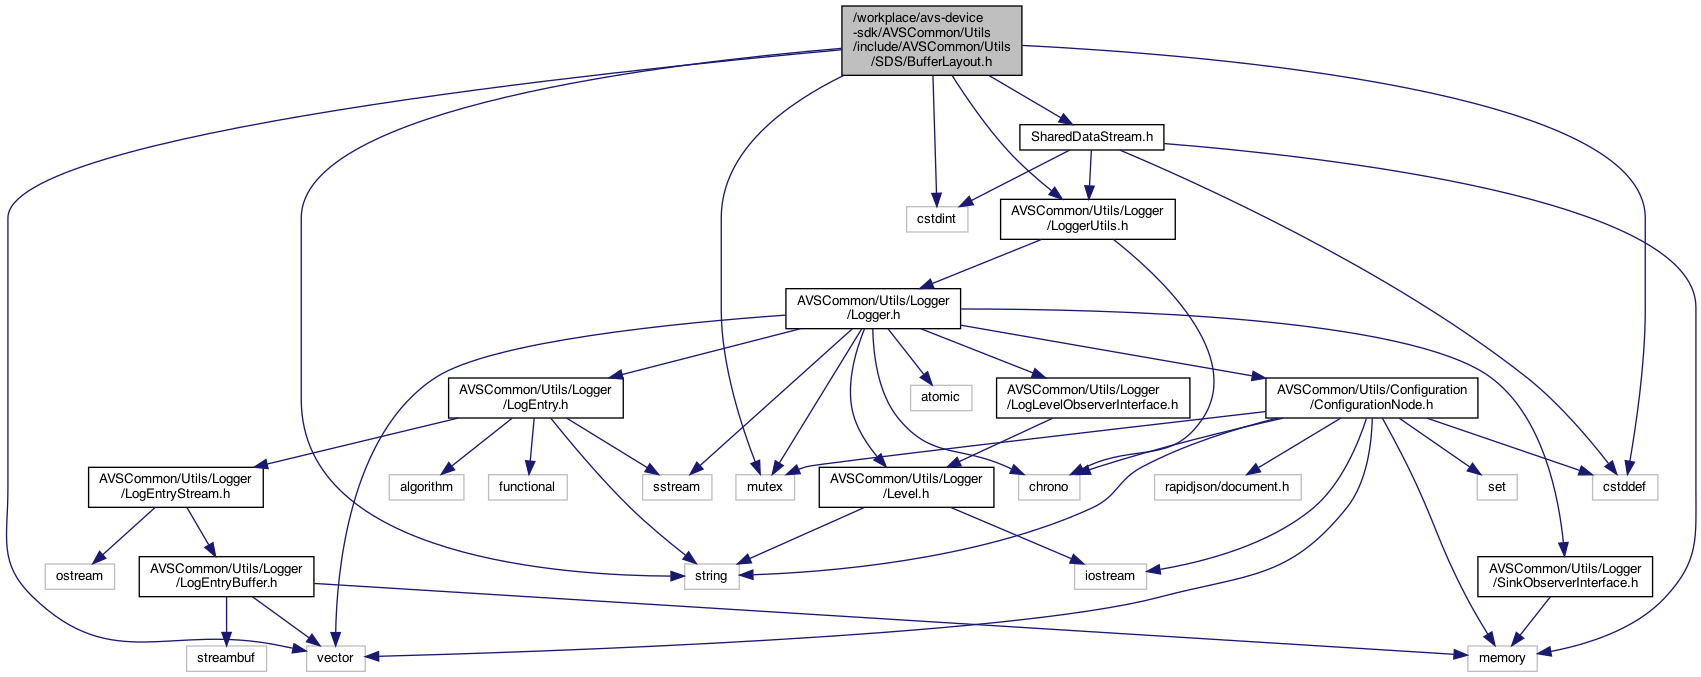 /workplace/avs-device
-sdk/AVSCommon/Utils
/include/AVSCommon/Utils
/SDS/BufferLayout.h
SharedDataStream.h
cstdint
AVSCommon/Utils/Logger
/LoggerUtils.h
AVSCommon/Utils/Logger
/Logger.h
AVSCommon/Utils/Logger
/LogEntry.h
atomic
AVSCommon/Utils/Logger
/LogLevelObserverInterface.h
AVSCommon/Utils/Configuration
/ConfigurationNode.h
AVSCommon/Utils/Logger
/LogEntryStream.h
algorithm
functional
sstream
mutex
AVSCommon/Utils/Logger
/Level.h
chrono
rapidjson/document.h
set
cstddef
ostream
AVSCommon/Utils/Logger
/LogEntryBuffer.h
string
iostream
AVSCommon/Utils/Logger
/SinkObserverInterface.h
streambuf
vector
memory